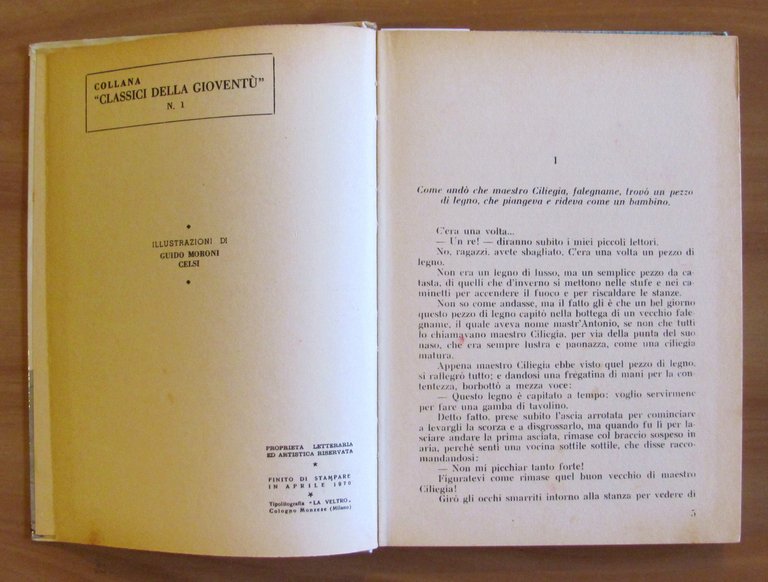 COLLANA
"CLASSICI DELLA GIOVENTÙ"
N. 1
ILLUSTRAZIONI DI
GUIDO MORONI
CELSI
PROPRIETA LETTERARIA
ED ARTISTICA RISERVATA
FINITO DI STAMPARE
IN APRILE 1970
Tipolitografia "LA VELTRO"
Cologno Monzese (Milano)
I
Come andò che maestro Ciliegia, falegname, trovò un pezzo
di legno, che piangeva e rideva come un bambino.
C'era una volta...
— Un re! — diranno subito i miei piccoli lettori.
No, ragazzi, avete sbagliato. C'era una volta un pezzo di
legno.
Non era un legno di lusso, ma un semplice pezzo da ca-
tasta, di quelli che d'inverno si mettono nelle stufe e nei ca-
minetti per accendere il fuoco e per riscaldare le stanze.
Non so come andasse, ma il fatto gli è che un bel giorno
questo pezzo di legno capitò nella bottega di un vecchio fale-
gname, il quale aveva nome mastr'Antonio, se non che tutti
lo chiamavano maestro Ciliegia, per via della punta del suo
naso, che era sempre lustra e paonazza, come una ciliegia
matura.
Appena maestro Ciliegia ebbe visto quel pezzo di legno,
si rallegrò tutto; e dandosi una fregatina di mani per la con-
tentezza, borbottò a mezza voce:
— Questo legno è capitato a tempo: voglio servirmene
per fare una gamba di tavolino.
Detto fatto, prese subito l'ascia arrotata per cominciare
a levargli la scorza e a disgrossarlo, ma quando fu lì per la-
sciare andare la prima asciata, rimase col braccio sospeso in
aria, perché sentì una vocina sottile sottile, che disse racco-
mandandosi:
— Non mi picchiar tanto forte!
Figuratevi come rimase quel buon vecchio di maestro
Ciliegia!
Girò gli occhi smarriti intorno alla stanza per vedere di
5